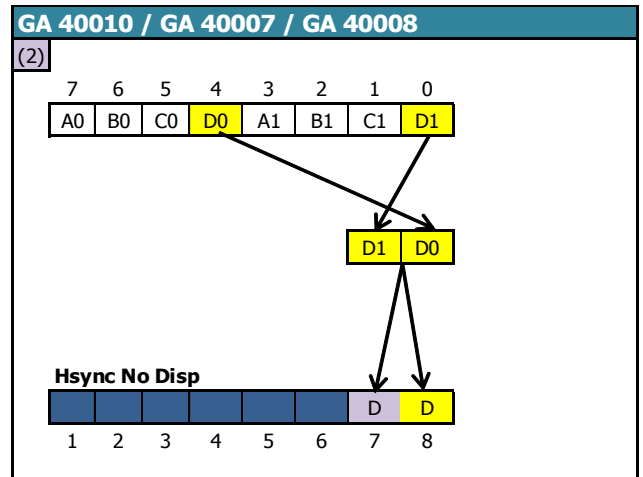 GA 40010 / GA 40007 / GA 40008
(2)
7 6 5 4 3 2 1 0
A0 B0 C0 D0 A1 B1 C1 D1
D1 D0
Hsync No Disp
D D
1 2 3 4 5 6 7 8